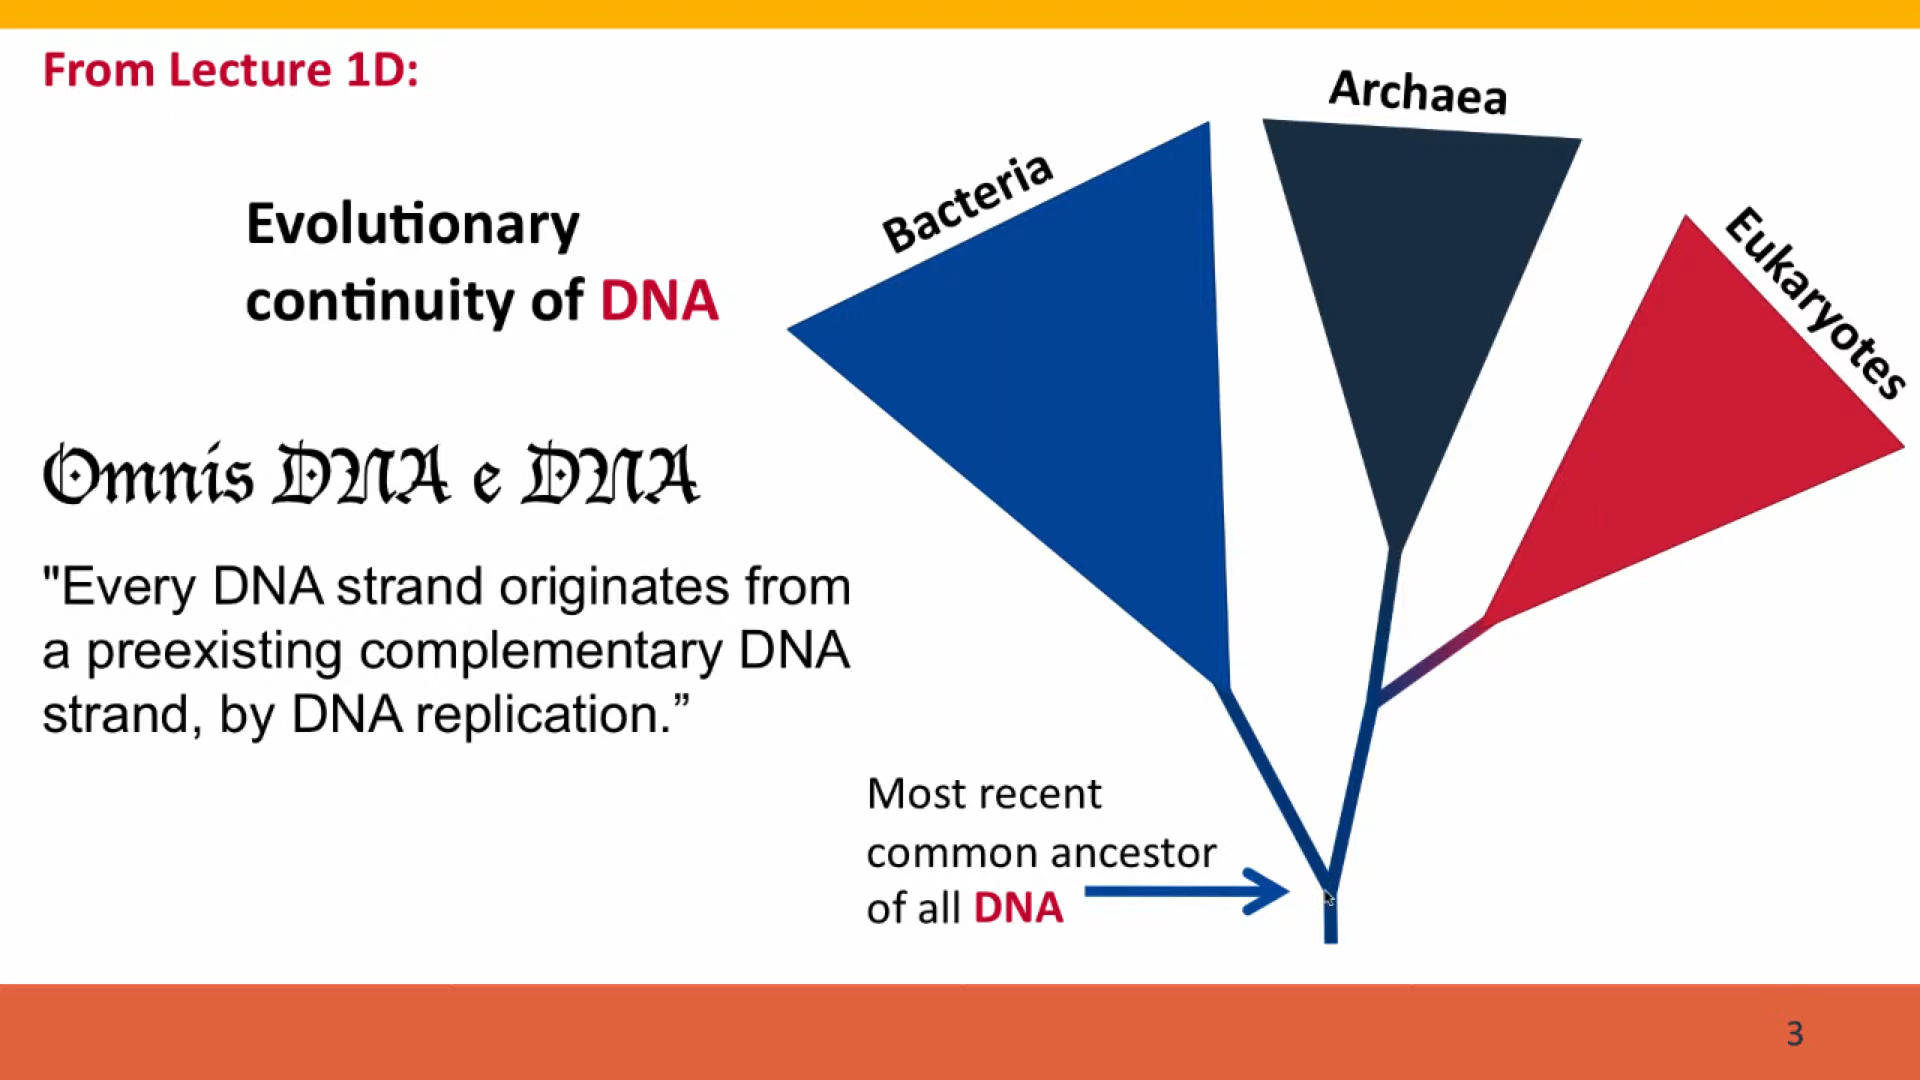 From Lecture 1D:
Evolutionary
continuity of DNA
Omnis DNA e DNA
"Every DNA strand originates from
a preexisting complementary DNA
strand, by DNA replication.”
Bacteria
Archaea
Eukaryotes
Most recent
common ancestor
of all DNA
3